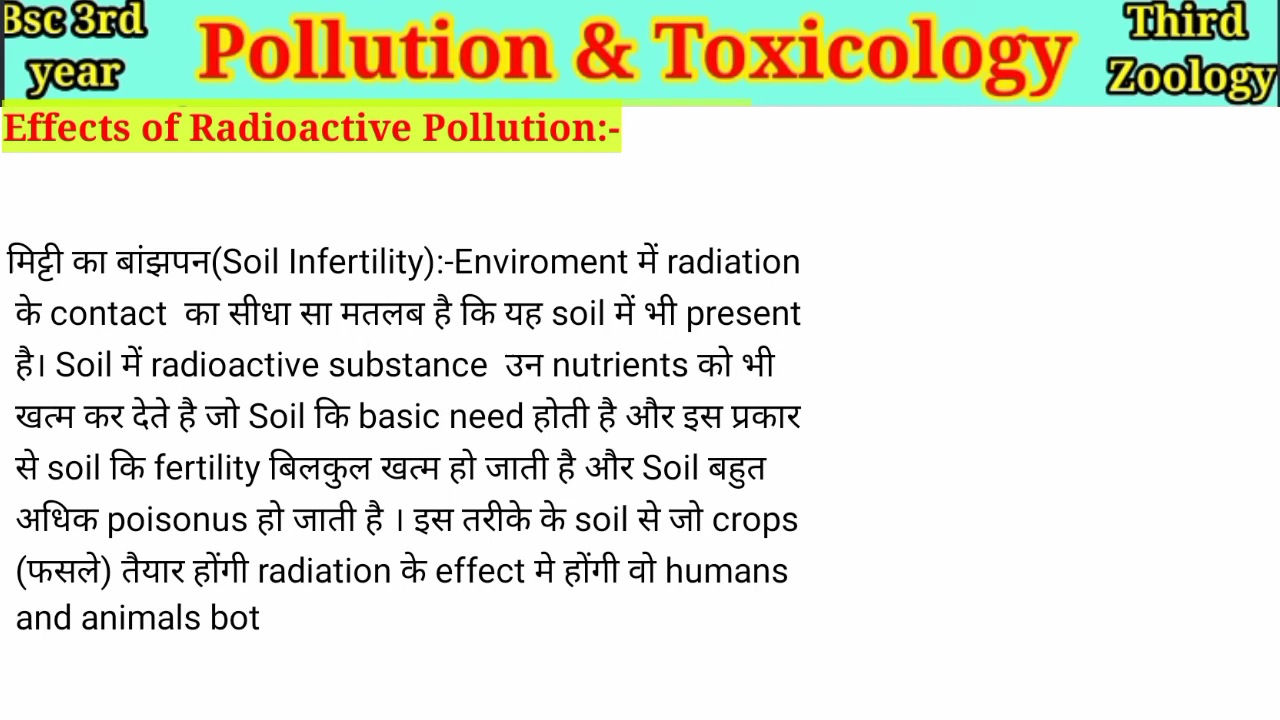 Bsc 3rd
year
Pollution & Toxicology
Third
Zoology
Effects of Radioactive Pollution:-
मिट्टी का बांझपन(Soil Infertility):-Enviroment में radiation
के contact का सीधा सा मतलब है कि यह soil में भी present
है। Soil में radioactive substance उन nutrients को भी
खत्म कर देते है जो Soil कि basic need होती है और इस प्रकार
से soil कि fertility बिलकुल खत्म हो जाती है और Soil बहुत
अधिक poisonus हो जाती है । इस तरीके के soil से जो crops
(फसले) तैयार होंगी radiation के effect मे होंगी वो humans
and animals bot